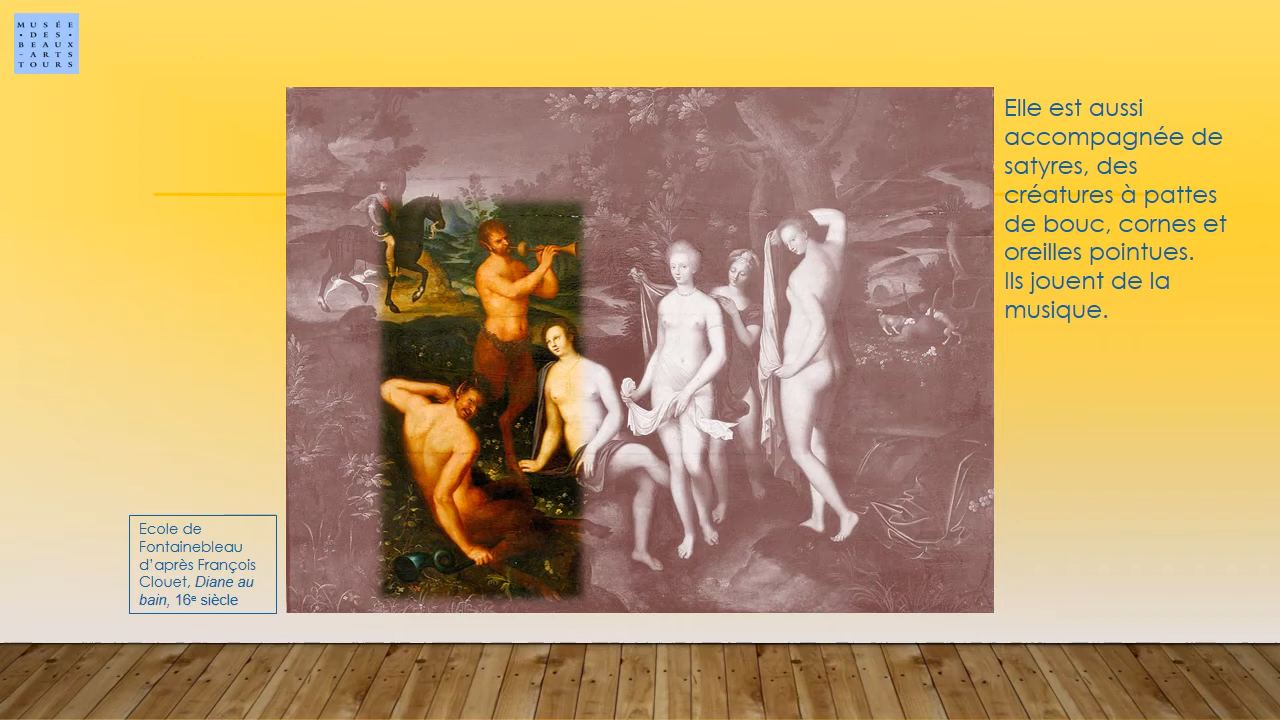 MUSÉE
•DES•
BEAUX
–ARTS
TOURS
Elle est aussi
accompagnée de
satyres, des
créatures à pattes
de bouc, cornes et
oreilles pointues.
Ils jouent de la
musique.
Ecole de
Fontainebleau
d’après François
Clouet, Diane au
bain, 16e siècle